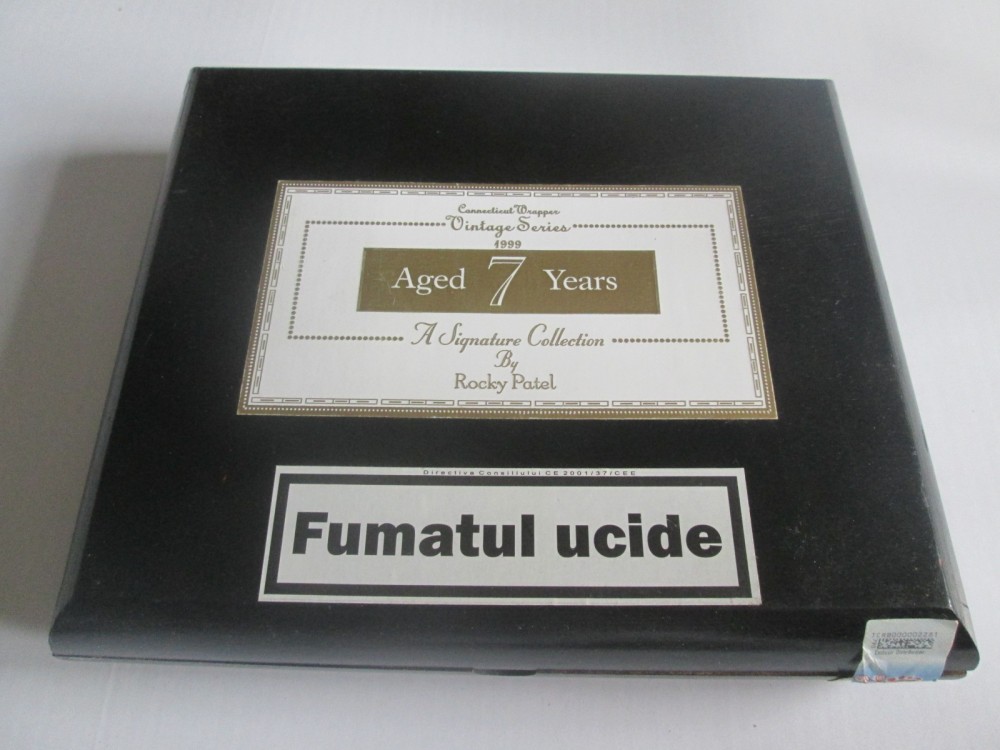 Connecticut Wrapper
Vintage Series
1999
Aged 7 Years
A Signature Collection
By
Rocky Patel
Directiva Consiliului CE 2001/37/CEE
Fumatul ucide